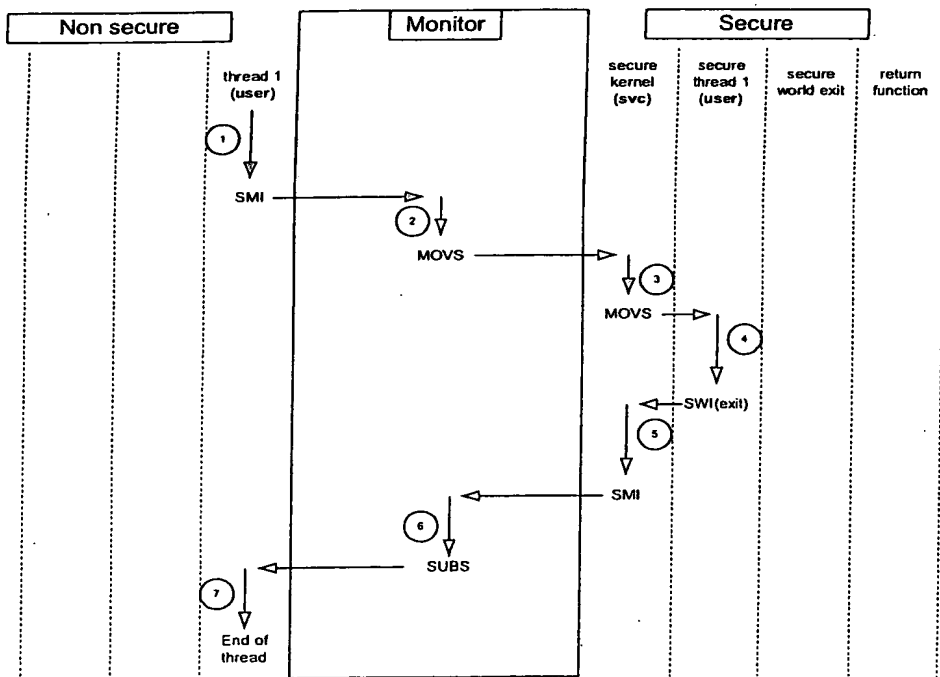 Non secure
Monitor
Secure
thread 1
(user)
secure
kernel
(svc)
secure
thread 1
(user)
secure
world exit
return
function
1
SMI
2
MOVS
3
MOVS
4
SWI(exit)
5
SMI
6
SUBS
7
End of
thread